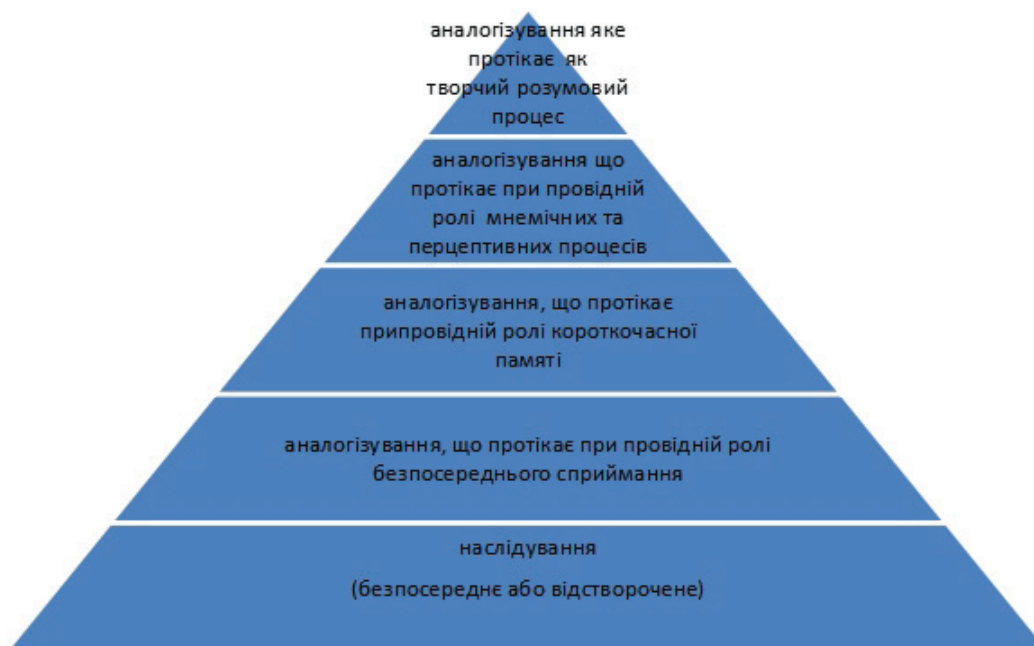 аналогізування яке
протікає як
творчий розумовий
процес
аналогізування що
протікає при провідній
ролі мнемічних та
перцептивних процесів
аналогізування, що протікає
припровідній ролі короткочасної
памяті
аналогізування, що протікає при провідній ролі
безпосереднього сприймання
наслідування
(безпосереднє або відстворочене)